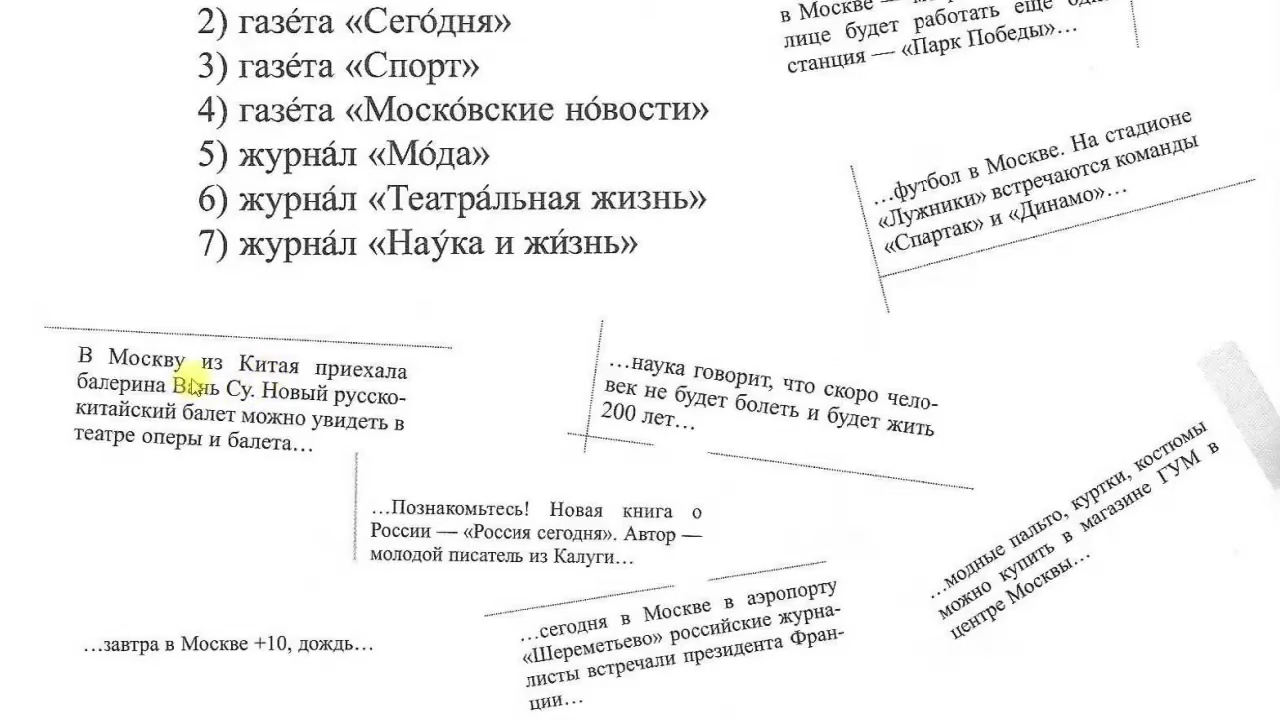 2) газе́та «Сего́дня»
3) газе́та «Спорт»
4) газе́та «Моско́вские но́вости»
5) журна́л «Мо́да»
6) журна́л «Театра́льная жизнь»
7) журна́л «Нау́ка и жи́знь»
в Москве —
лице будет работать ещё
станция — «Парк Победы»…
…футбол в Москве. На стадионе
«Лужники» встречаются команды
«Спартак» и «Динамо»…
В Москву из Китая приехала
балерина Вань Су. Новый русско-
китайский балет можно увидеть в
театре оперы и балета…
…наука говорит, что скоро чело-
век не будет болеть и будет жить
200 лет…
…Познакомьтесь! Новая книга о
России — «Россия сегодня». Автор —
молодой писатель из Калуги…
…модные пальто, куртки, костюмы
можно купить в магазине ГУМ в
центре Москвы…
…сегодня в Москве в аэропорту
«Шереметьево» российские журна-
листы встречали президента Фран-
ции…
…завтра в Москве +10, дождь…